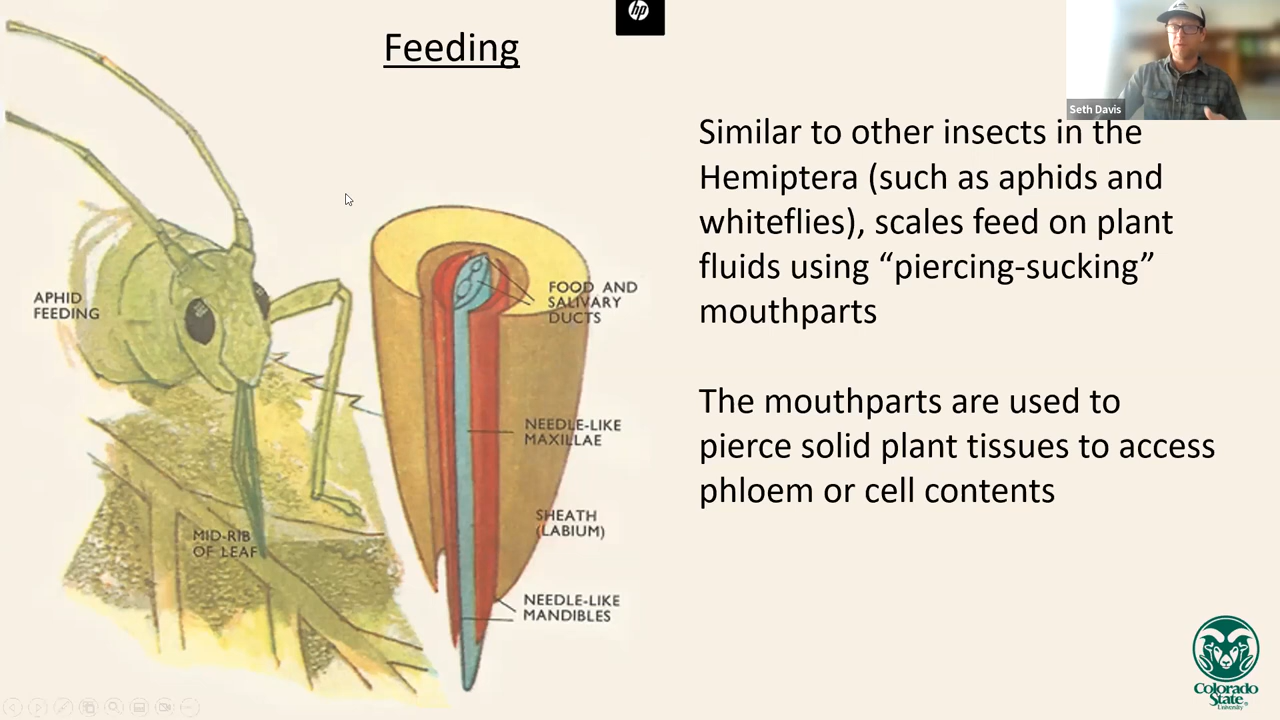 hp
Feeding
Seth Davis
Similar to other insects in the
Hemiptera (such as aphids and
whiteflies), scales feed on plant
fluids using “piercing-sucking”
mouthparts
The mouthparts are used to
pierce solid plant tissues to access
phloem or cell contents
APHID
FEEDING
MID-RIB
OF LEAF
FOOD AND
SALIVARY
DUCTS
NEEDLE-LIKE
MAXILLAE
SHEATH
(LABIUM)
NEEDLE-LIKE
MANDIBLES
Colorado
State
University